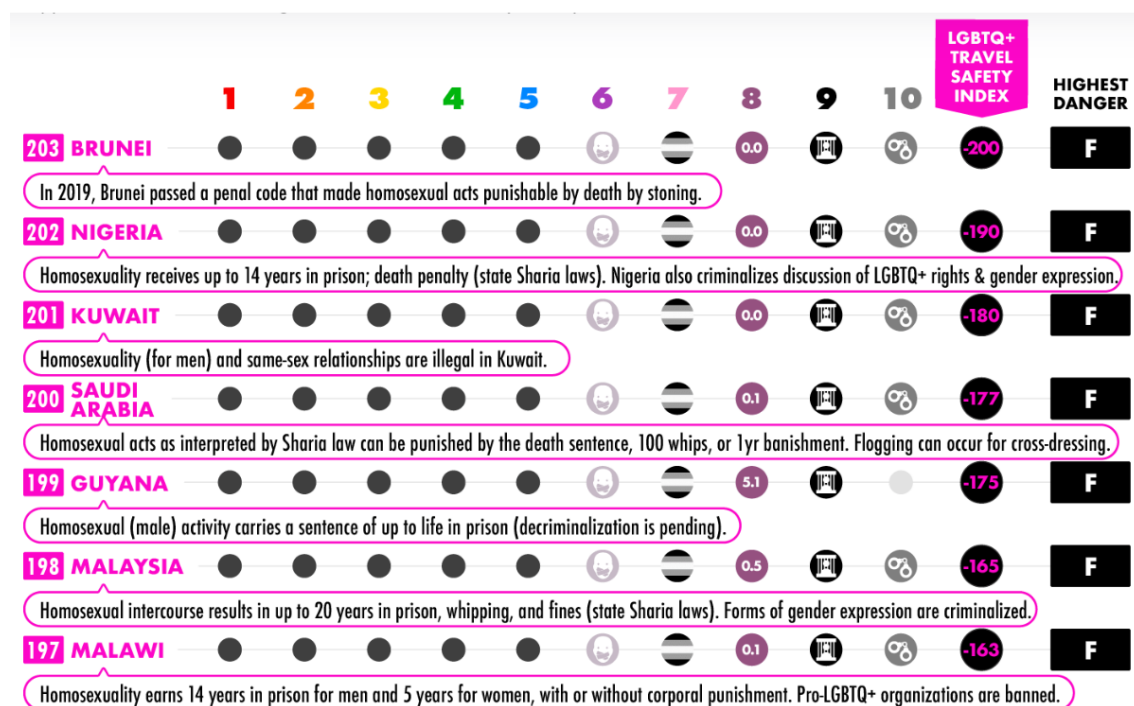 LGBTQ+
TRAVEL
SAFETY
INDEX
HIGHEST
DANGER
1 2 3 4 5 6 7 8 9 10
203 BRUNEI 0.0 -200 F
In 2019, Brunei passed a penal code that made homosexual acts punishable by death by stoning.
202 NIGERIA 0.0 -190 F
Homosexuality receives up to 14 years in prison; death penalty (state Sharia laws). Nigeria also criminalizes discussion of LGBTQ+ rights & gender expression.
201 KUWAIT 0.0 -180 F
Homosexuality (for men) and same-sex relationships are illegal in Kuwait.
200 SAUDI
ARABIA 0.1 -177 F
Homosexual acts as interpreted by Sharia law can be punished by the death sentence, 100 whips, or 1yr banishment. Flogging can occur for cross-dressing.
199 GUYANA 5.1 -175 F
Homosexual (male) activity carries a sentence of up to life in prison (decriminalization is pending).
198 MALAYSIA 0.5 -165 F
Homosexual intercourse results in up to 20 years in prison, whipping, and fines (state Sharia laws). Forms of gender expression are criminalized.
197 MALAWI 0.1 -163 F
Homosexuality earns 14 years in prison for men and 5 years for women, with or without corporal punishment. Pro-LGBTQ+ organizations are banned.